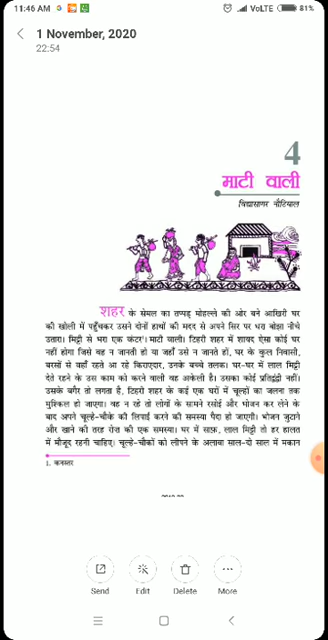 11:46 AM VoLTE 81%
1 November, 2020
22:54
4
माटी वाली
विद्यासागर नौटियाल
शहर के सेमल का तप्पड़ मोहल्ले की ओर बने आखिरी घर
की खोली में पहुँचकर उसने दोनों हाथों की मदद से अपने सिर पर धरा बोझा नीचे
उतारा। मिट्टी से भरा एक कंटर¹। माटी वाली। टिहरी शहर में शायद ऐसा कोई घर
नहीं होगा जिसे वह न जानती हो या जहाँ उसे न जानते हों, घर के कुल निवासी,
बरसों से वहाँ रहते आ रहे किराएदार, उनके बच्चे तलक। घर-घर में लाल मिट्टी
देते रहने के उस काम को करने वाली वह अकेली है। उसका कोई प्रतिद्वंद्वी नहीं।
उसके बगैर तो लगता है, टिहरी शहर के कई एक घरों में चूल्हों का जलना तक
मुश्किल हो जाएगा। वह न रहे तो लोगों के सामने रसोई और भोजन कर लेने के
बाद अपने चूल्हे-चौके की लिपाई करने की समस्या पैदा हो जाएगी। भोजन जुटाने
और खाने की तरह रोज़ की एक समस्या। घर में साफ़, लाल मिट्टी तो हर हालत
में मौजूद रहनी चाहिए। चूल्हे-चौकों को लीपने के अलावा साल-दो साल में मकान
1. कनस्तर
Send Edit Delete More